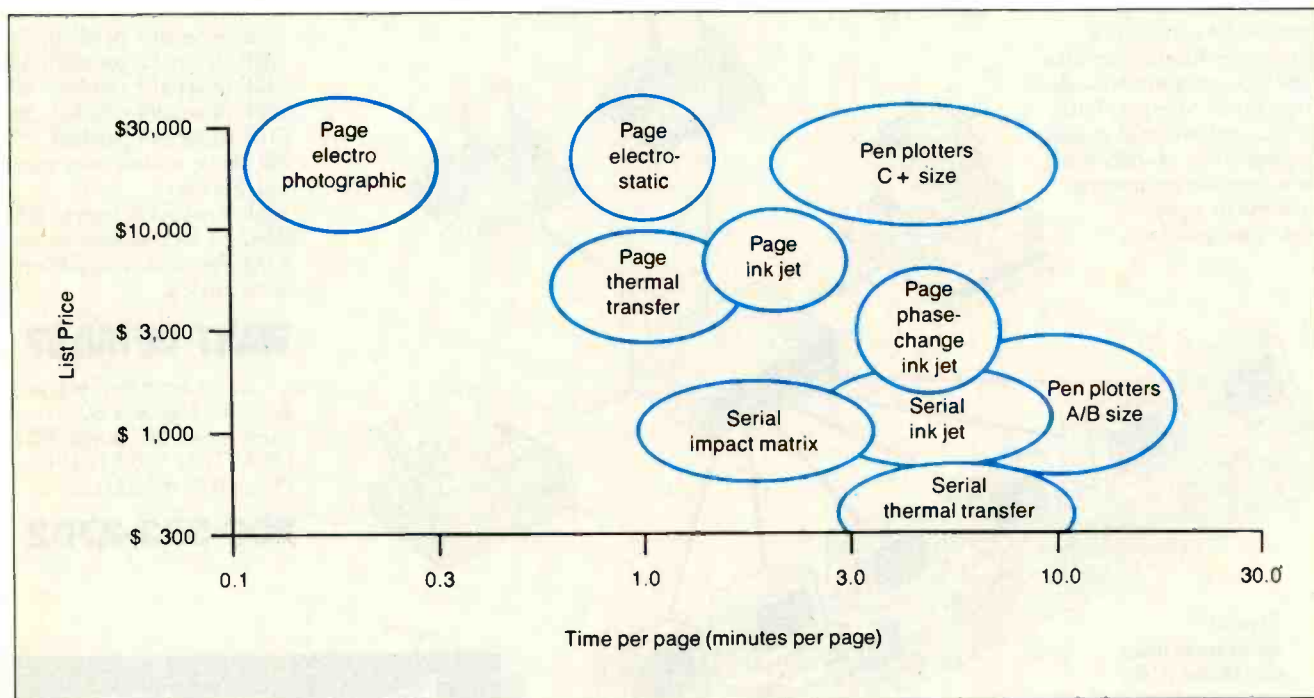 Page
electro
photographic
Page
electro-
static
Pen plotters
C + size
Page
thermal
transfer
Page
ink jet
Page
phase-
change
ink jet
Pen plotters
A/B size
Serial
ink jet
Serial
impact matrix
Serial
thermal transfer
List Price
$30,000
$10,000
$ 3,000
$ 1,000
$ 300
0.1 0.3 1.0 3.0 10.0 30.0
Time per page (minutes per page)